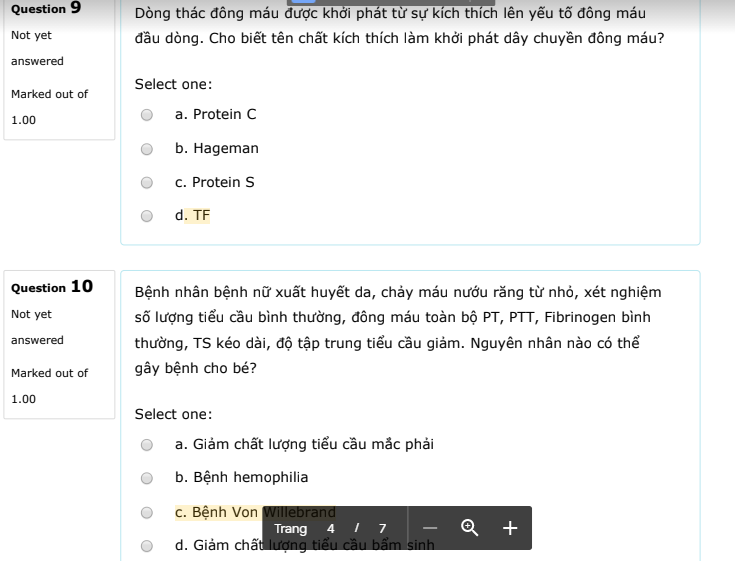 Question 9
Not yet
answered
Marked out of
1.00
Dòng thác đông máu được khởi phát từ sự kích thích lên yếu tố đông máu
đầu dòng. Cho biết tên chất kích thích làm khởi phát dây chuyền đông máu?
Select one:
a. Protein C
b. Hageman
c. Protein S
d. TF
Question 10
Not yet
answered
Marked out of
1.00
Bệnh nhân bệnh nữ xuất huyết da, chảy máu nướu răng từ nhỏ, xét nghiệm
số lượng tiểu cầu bình thường, đông máu toàn bộ PT, PTT, Fibrinogen bình
thường, TS kéo dài, độ tập trung tiểu cầu giảm. Nguyên nhân nào có thể
gây bệnh cho bé?
Select one:
a. Giảm chất lượng tiểu cầu mắc phải
b. Bệnh hemophilia
c. Bệnh Von Willebrand
Trang 4 / 7
d. Giảm chất lượng tiểu cầu bẩm sinh